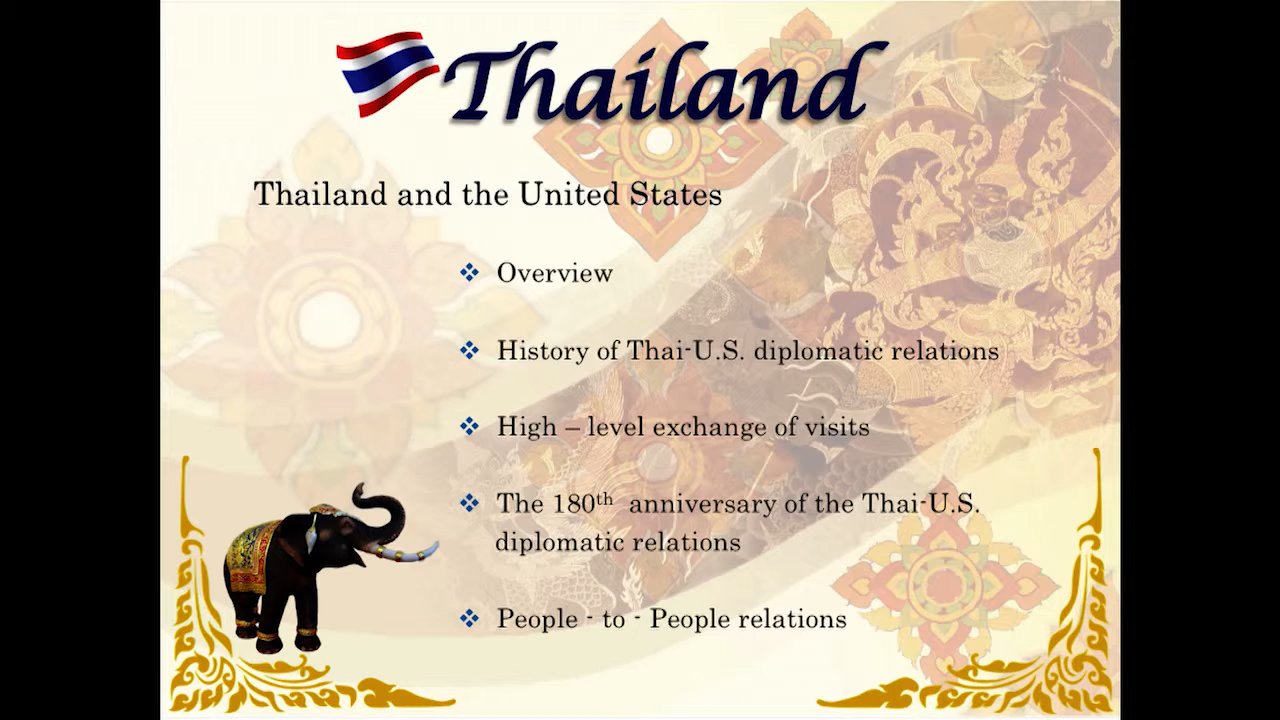 Thailand
Thailand and the United States
❖ Overview
❖ History of Thai-U.S. diplomatic relations
❖ High – level exchange of visits
❖ The 180th anniversary of the Thai-U.S.
diplomatic relations
❖ People - to - People relations